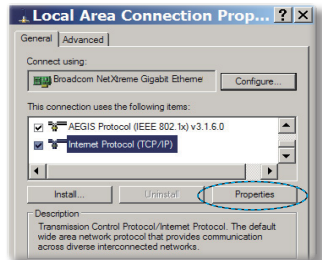 Local Area Connection Prop... ? X
General Advanced
Connect using:
Broadcom NetXtreme Gigabit Etherne
Configure...
This connection uses the following items:
AEGIS Protocol (IEEE 802.1x) v3.1.6.0
Internet Protocol (TCP/IP)
Install... Uninstall Properties
Description
Transmission Control Protocol/Internet Protocol. The default
wide area network protocol that provides communication
across diverse interconnected networks.